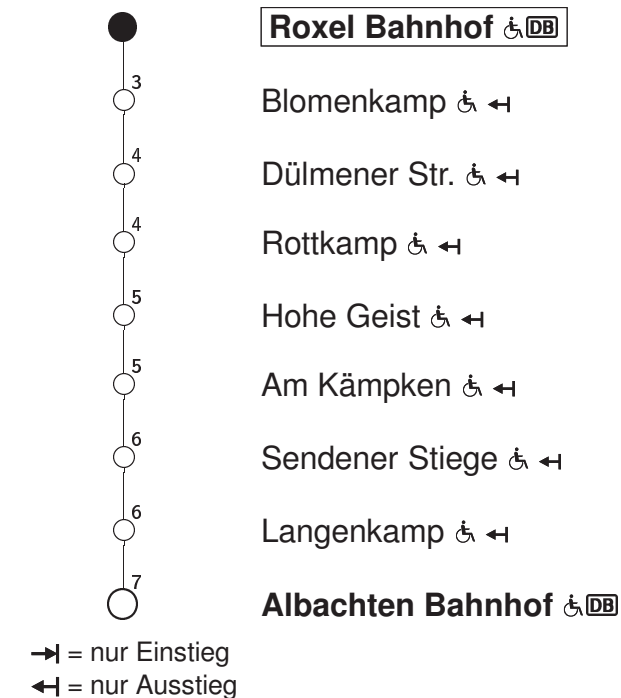 Roxel Bahnhof DB
3 Blomenkamp
4 Dülmener Str.
4 Rottkamp
5 Hohe Geist
5 Am Kämpken
6 Sendener Stiege
6 Langenkamp
7 Albachten Bahnhof DB
= nur Einstieg
= nur Ausstieg